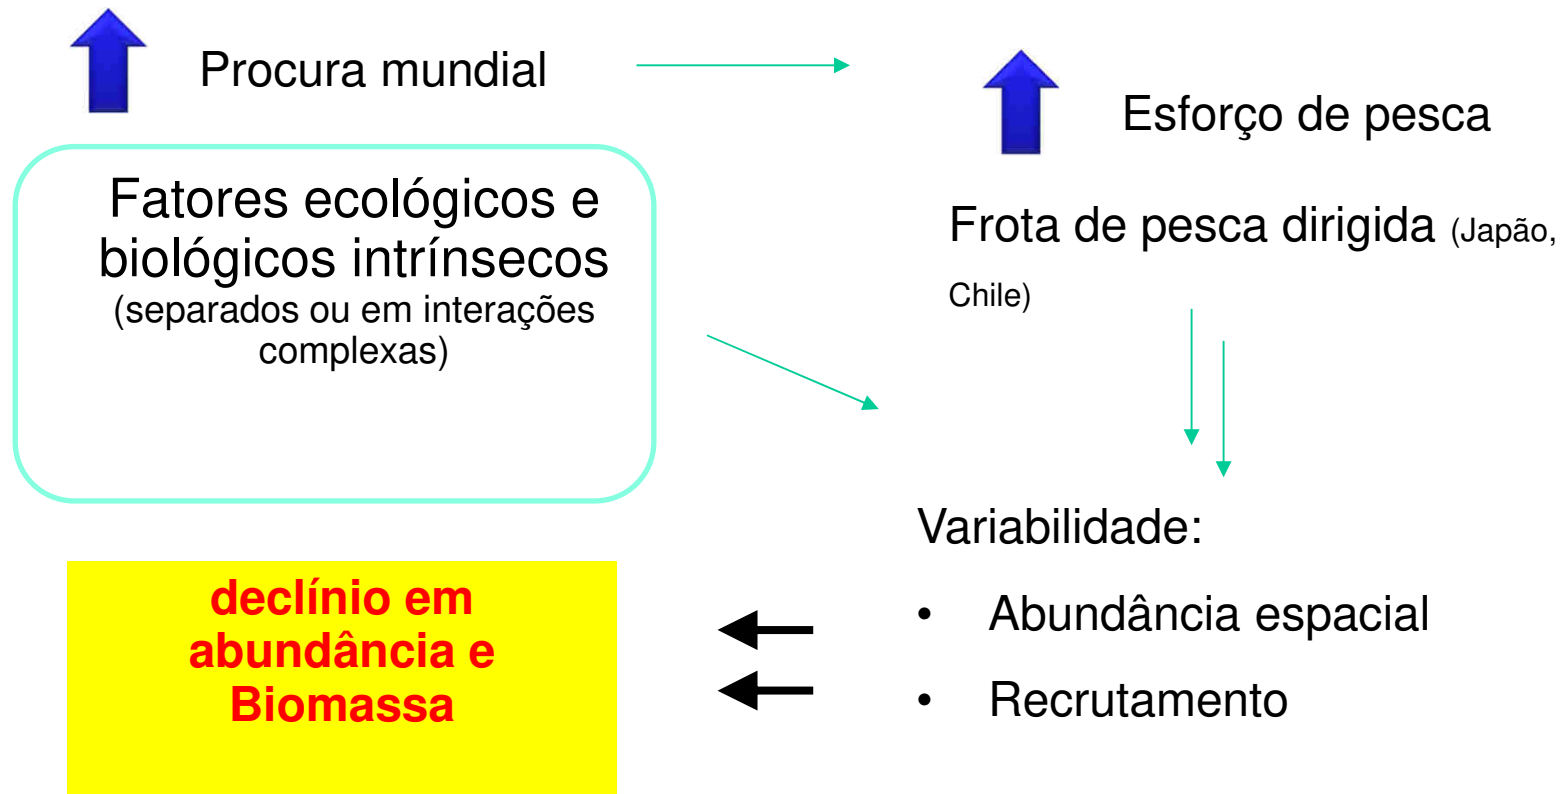 Procura mundial
Esforço de pesca
Fatores ecológicos e
biológicos intrínsecos
(separados ou em interações
complexas)
Frota de pesca dirigida (Japão,
Chile)
Variabilidade:
• Abundância espacial
• Recrutamento
declínio em
abundância e
Biomassa